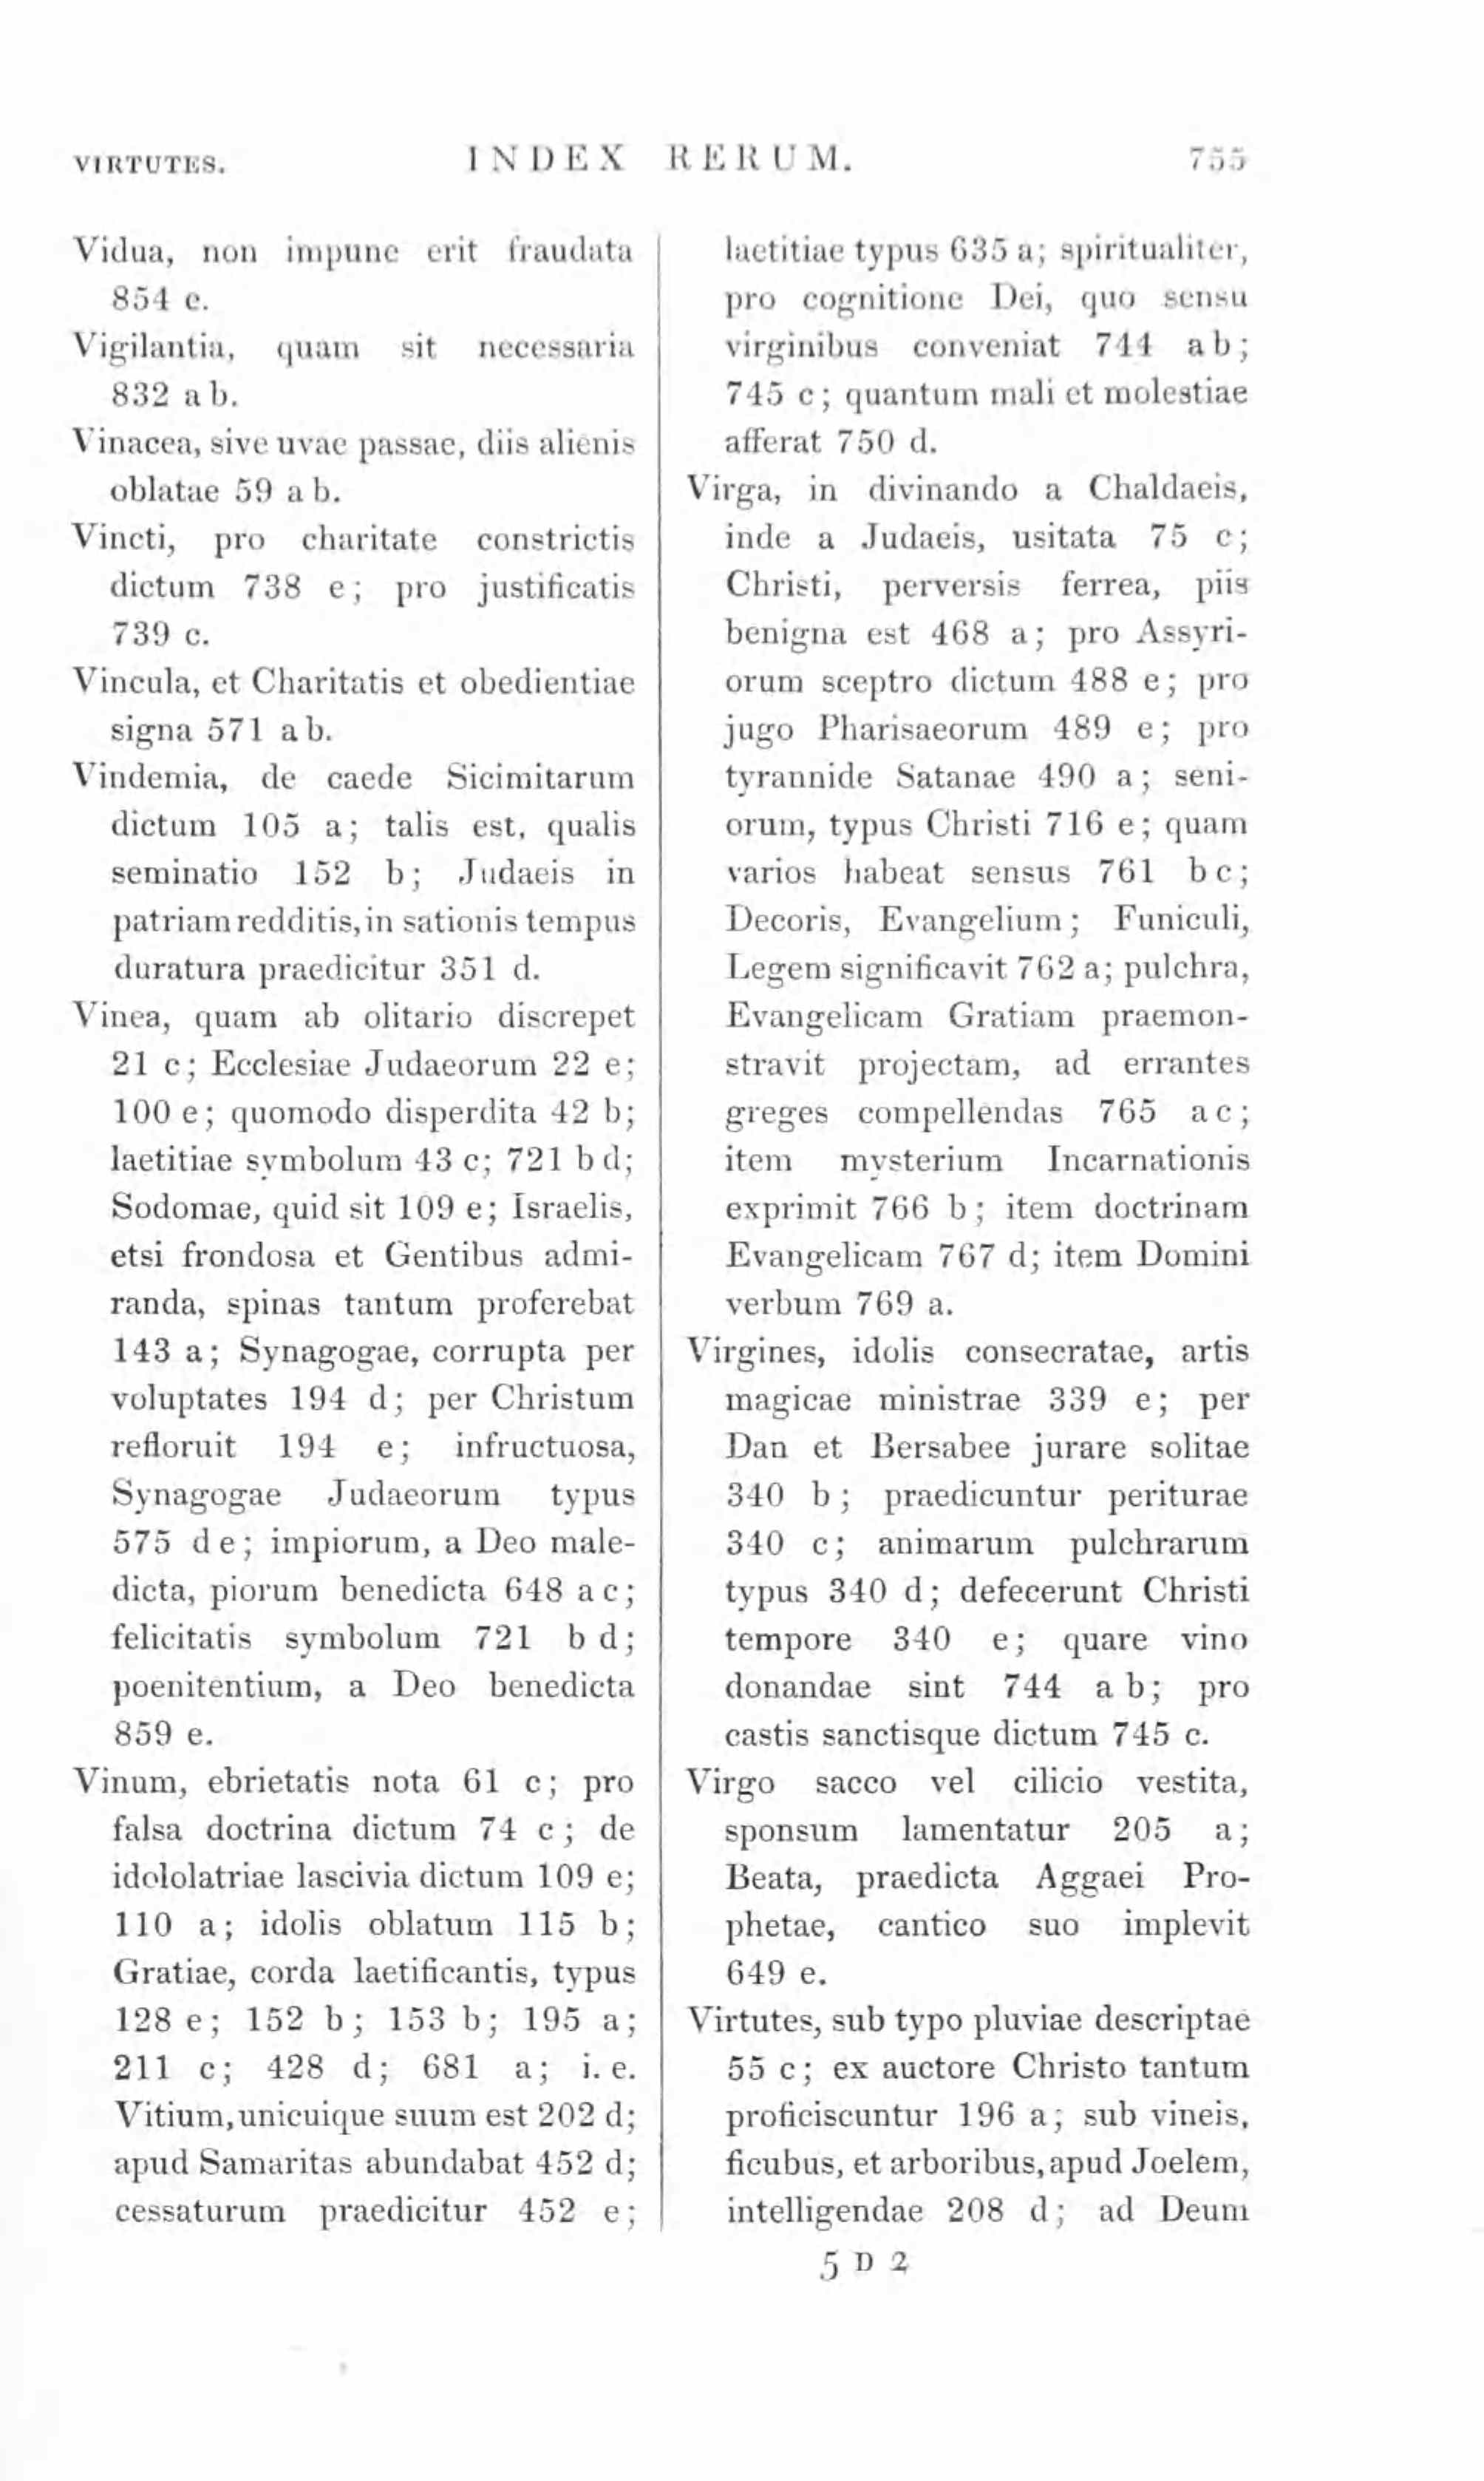 VIRTUTES. INDEX RERUM. 755
Vidua, non impune erit fraudata
854 e.
Vigilantia, quam sit necessaria
832 a b.
Vinacea, sive uvae passae, diis alienis
oblatae 59 a b.
Vincti, pro charitate constrictis
dictum 738 e; pro justificatis
739 c.
Vincula, et Charitatis et obedientiae
signa 571 a b.
Vindemia, de caede Sicimitarum
dictum 105 a; talis est, qualis
seminatio 152 b; Judaeis in
patriam redditis, in sationis tempus
duratura praedicitur 351 d.
Vinea, quam ab olitario discrepet
21 c; Ecclesiae Judaeorum 22 e;
100 e; quomodo disperdita 42 b;
laetitiae symbolum 43 c; 721 b d;
Sodomae, quid sit 109 e; Israelis,
etsi frondosa et Gentibus admi-
randa, spinas tantum proferebat
143 a; Synagogae, corrupta per
voluptates 194 d; per Christum
refloruit 194 e; infructuosa,
Synagogae Judaeorum typus
575 d e; impiorum, a Deo male-
dicta, piorum benedicta 648 a c;
felicitatis symbolum 721 b d;
poenitentium, a Deo benedicta
859 e.
Vinum, ebrietatis nota 61 c; pro
falsa doctrina dictum 74 c; de
idololatriae lascivia dictum 109 e;
110 a; idolis oblatum 115 b;
Gratiae, corda laetificantis, typus
128 e; 152 b; 153 b; 195 a;
211 c; 428 d; 681 a; i. e.
Vitium, unicuique suum est 202 d;
apud Samaritas abundabat 452 d;
cessaturum praedicitur 452 e;
laetitiae typus 635 a; spiritualiter,
pro cognitione Dei, quo sensu
virginibus conveniat 744 a b;
745 c; quantum mali et molestiae
afferat 750 d.
Virga, in divinando a Chaldaeis,
inde a Judaeis, usitata 75 c;
Christi, perversis ferrea, piis
benigna est 468 a; pro Assyri-
orum sceptro dictum 488 e; pro
jugo Pharisaeorum 489 e; pro
tyrannide Satanae 490 a; seni-
orum, typus Christi 716 e; quam
varios habeat sensus 761 b c;
Decoris, Evangelium; Funiculi,
Legem significavit 762 a; pulchra,
Evangelicam Gratiam praemon-
stravit projectam, ad errantes
greges compellendas 765 a c;
item mysterium Incarnationis
exprimit 766 b; item doctrinam
Evangelicam 767 d; item Domini
verbum 769 a.
Virgines, idolis consecratae, artis
magicae ministrae 339 e; per
Dan et Bersabee jurare solitae
340 b; praedicuntur periturae
340 c; animarum pulchrarum
typus 340 d; defecerunt Christi
tempore 340 e; quare vino
donandae sint 744 a b; pro
castis sanctisque dictum 745 c.
Virgo sacco vel cilicio vestita,
sponsum lamentatur 205 a;
Beata, praedicta Aggaei Pro-
phetae, cantico suo implevit
649 e.
Virtutes, sub typo pluviae descriptae
55 c; ex auctore Christo tantum
proficiscuntur 196 a; sub vineis,
ficubus, et arboribus, apud Joelem,
intelligendae 208 d; ad Deum
5 D 2